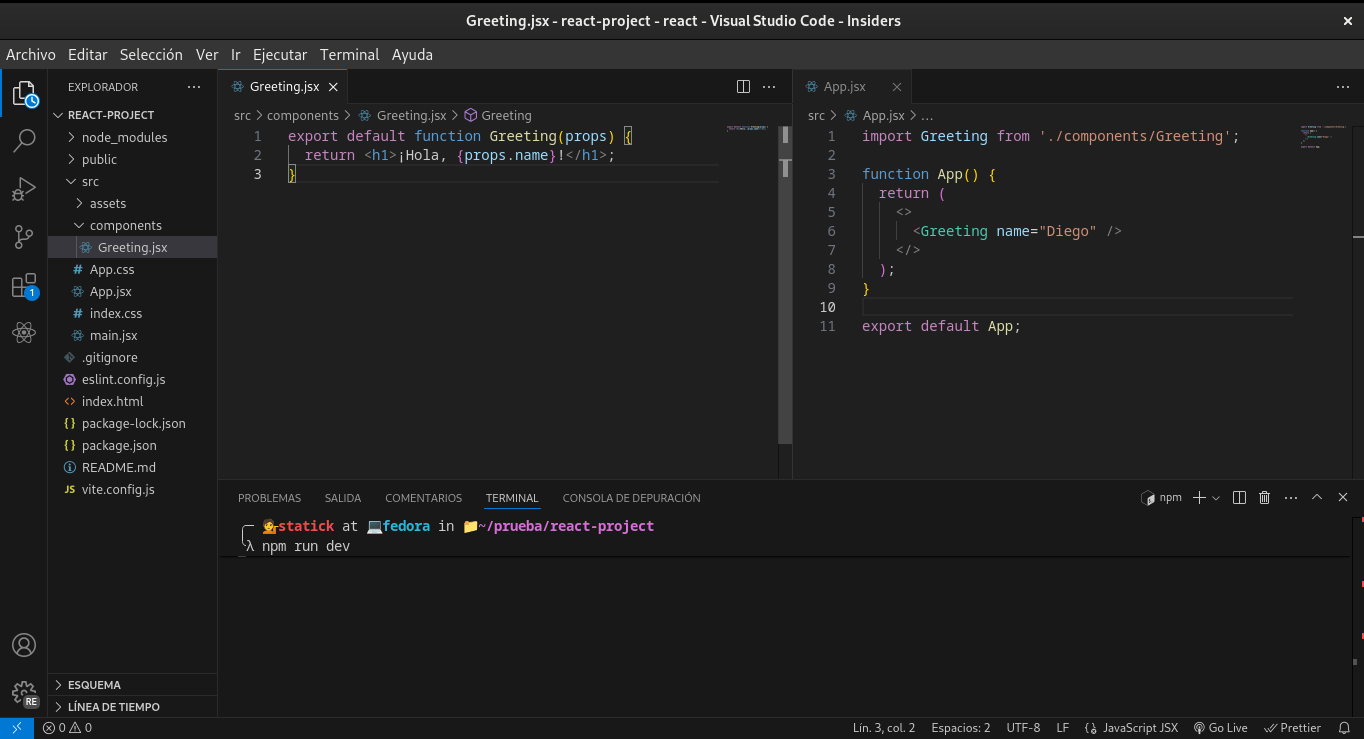 Greeting.jsx - react-project - react - Visual Studio Code - Insiders
Archivo Editar Selección Ver Ir Ejecutar Terminal Ayuda
EXPLORADOR
REACT-PROJECT
node_modules
public
src
assets
components
Greeting.jsx
App.css
App.jsx
index.css
main.jsx
.gitignore
eslint.config.js
index.html
package-lock.json
package.json
README.md
JS vite.config.js
ESQUEMA
LÍNEA DE TIEMPO
1
RE
Greeting.jsx
src > components > Greeting.jsx > Greeting
1 export default function Greeting(props) {
2 return <h1>¡Hola, {props.name}!</h1>;
3 }
App.jsx
src > App.jsx > ...
1 import Greeting from './components/Greeting';
2
3 function App() {
4 return (
5 <>
6 <Greeting name="Diego" />
7 </>
8 );
9 }
10
11 export default App;
PROBLEMAS SALIDA COMENTARIOS TERMINAL CONSOLA DE DEPURACIÓN npm
statick at fedora in ~/prueba/react-project
λ npm run dev
0 0 Lín. 3, col. 2 Espacios: 2 UTF-8 LF JavaScript JSX Go Live Prettier